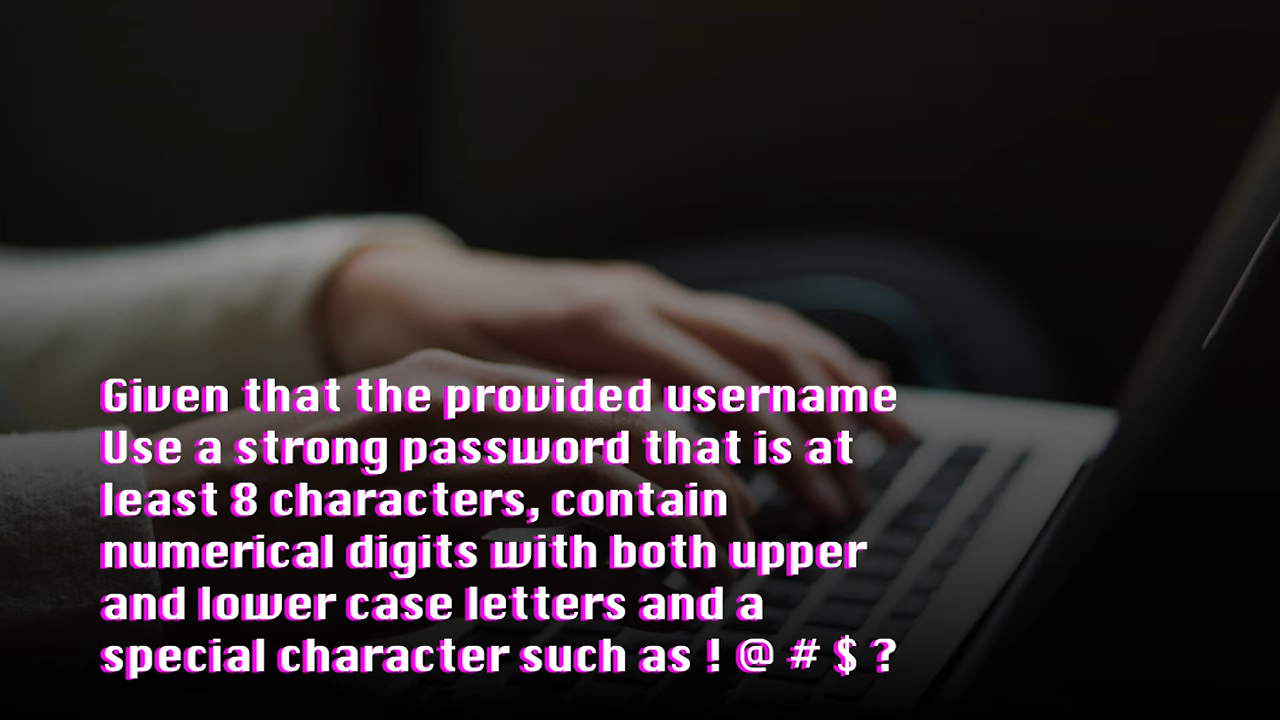 Given that the provided username
Use a strong password that is at
least 8 characters, contain
numerical digits with both upper
and lower case letters and a
special character such as ! @ # $ ?